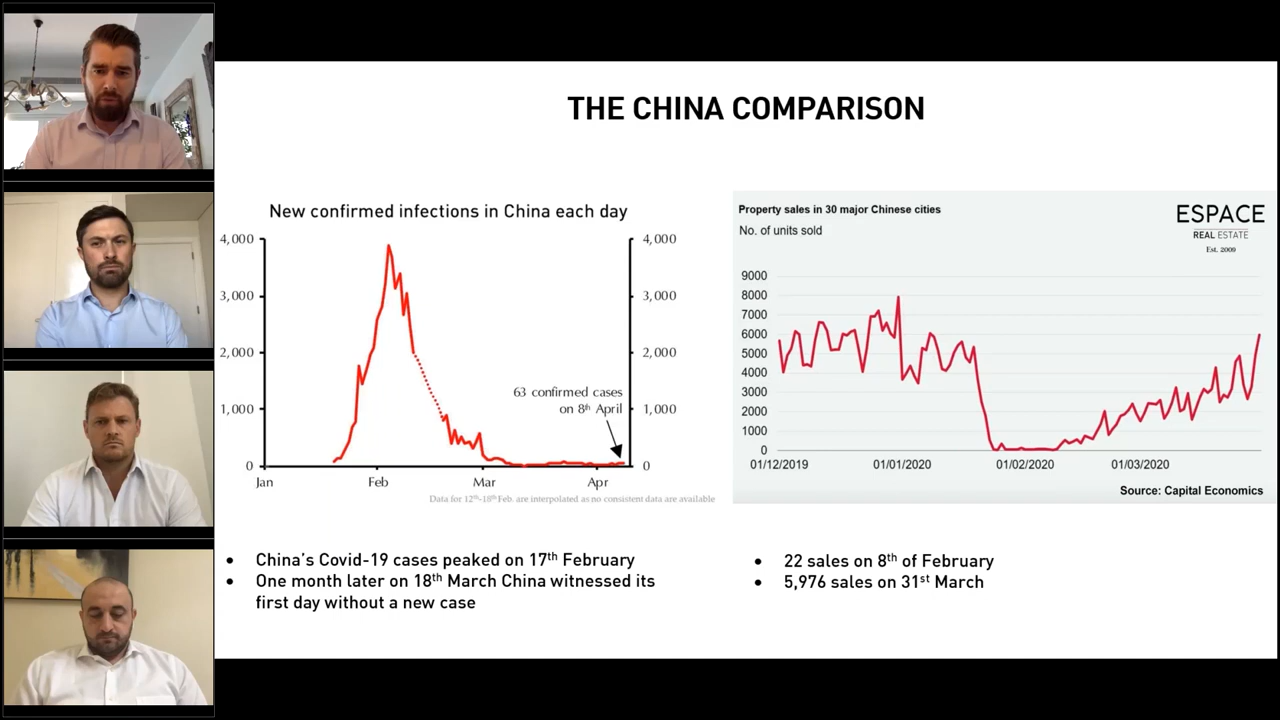 THE CHINA COMPARISON
New confirmed infections in China each day
4,000
3,000
2,000
1,000
0
4,000
3,000
2,000
1,000
0
63 confirmed cases
on 8th April
Jan
Feb
Mar
Apr
Data for 12th-18th Feb. are interpolated as no consistent data are available
Property sales in 30 major Chinese cities
No. of units sold
ESPACE
REAL ESTATE
Est. 2009
9000
8000
7000
6000
5000
4000
3000
2000
1000
0
01/12/2019
01/01/2020
01/02/2020
01/03/2020
Source: Capital Economics
• China's Covid-19 cases peaked on 17th February
• One month later on 18th March China witnessed its
first day without a new case
• 22 sales on 8th of February
• 5,976 sales on 31st March